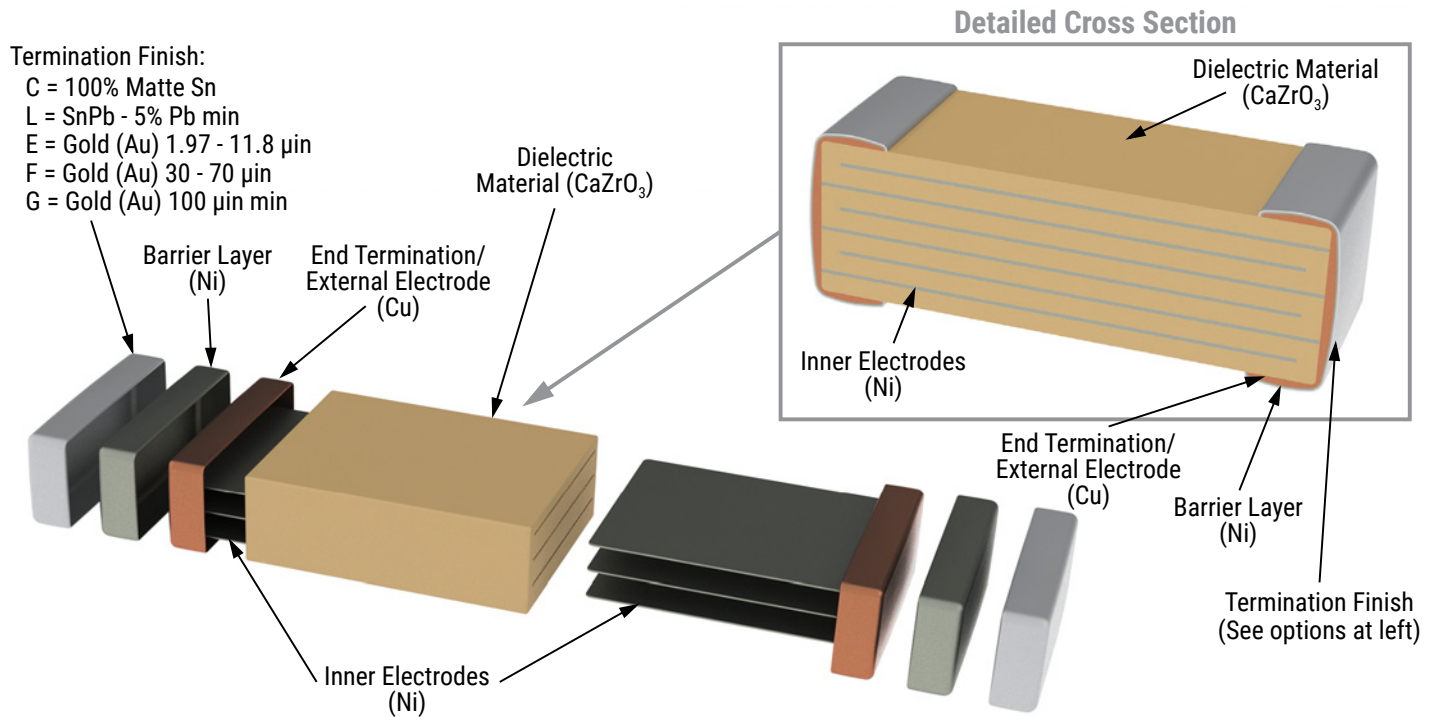 Detailed Cross Section
Termination Finish:
C = 100% Matte Sn
L = SnPb - 5% Pb min
E = Gold (Au) 1.97 - 11.8 µin
F = Gold (Au) 30 - 70 µin
G = Gold (Au) 100 µin min
Barrier Layer
(Ni)
End Termination/
External Electrode
(Cu)
Dielectric
Material (CaZrO₃)
Dielectric Material
(CaZrO₃)
Inner Electrodes
(Ni)
End Termination/
External Electrode
(Cu)
Barrier Layer
(Ni)
Termination Finish
(See options at left)
Inner Electrodes
(Ni)